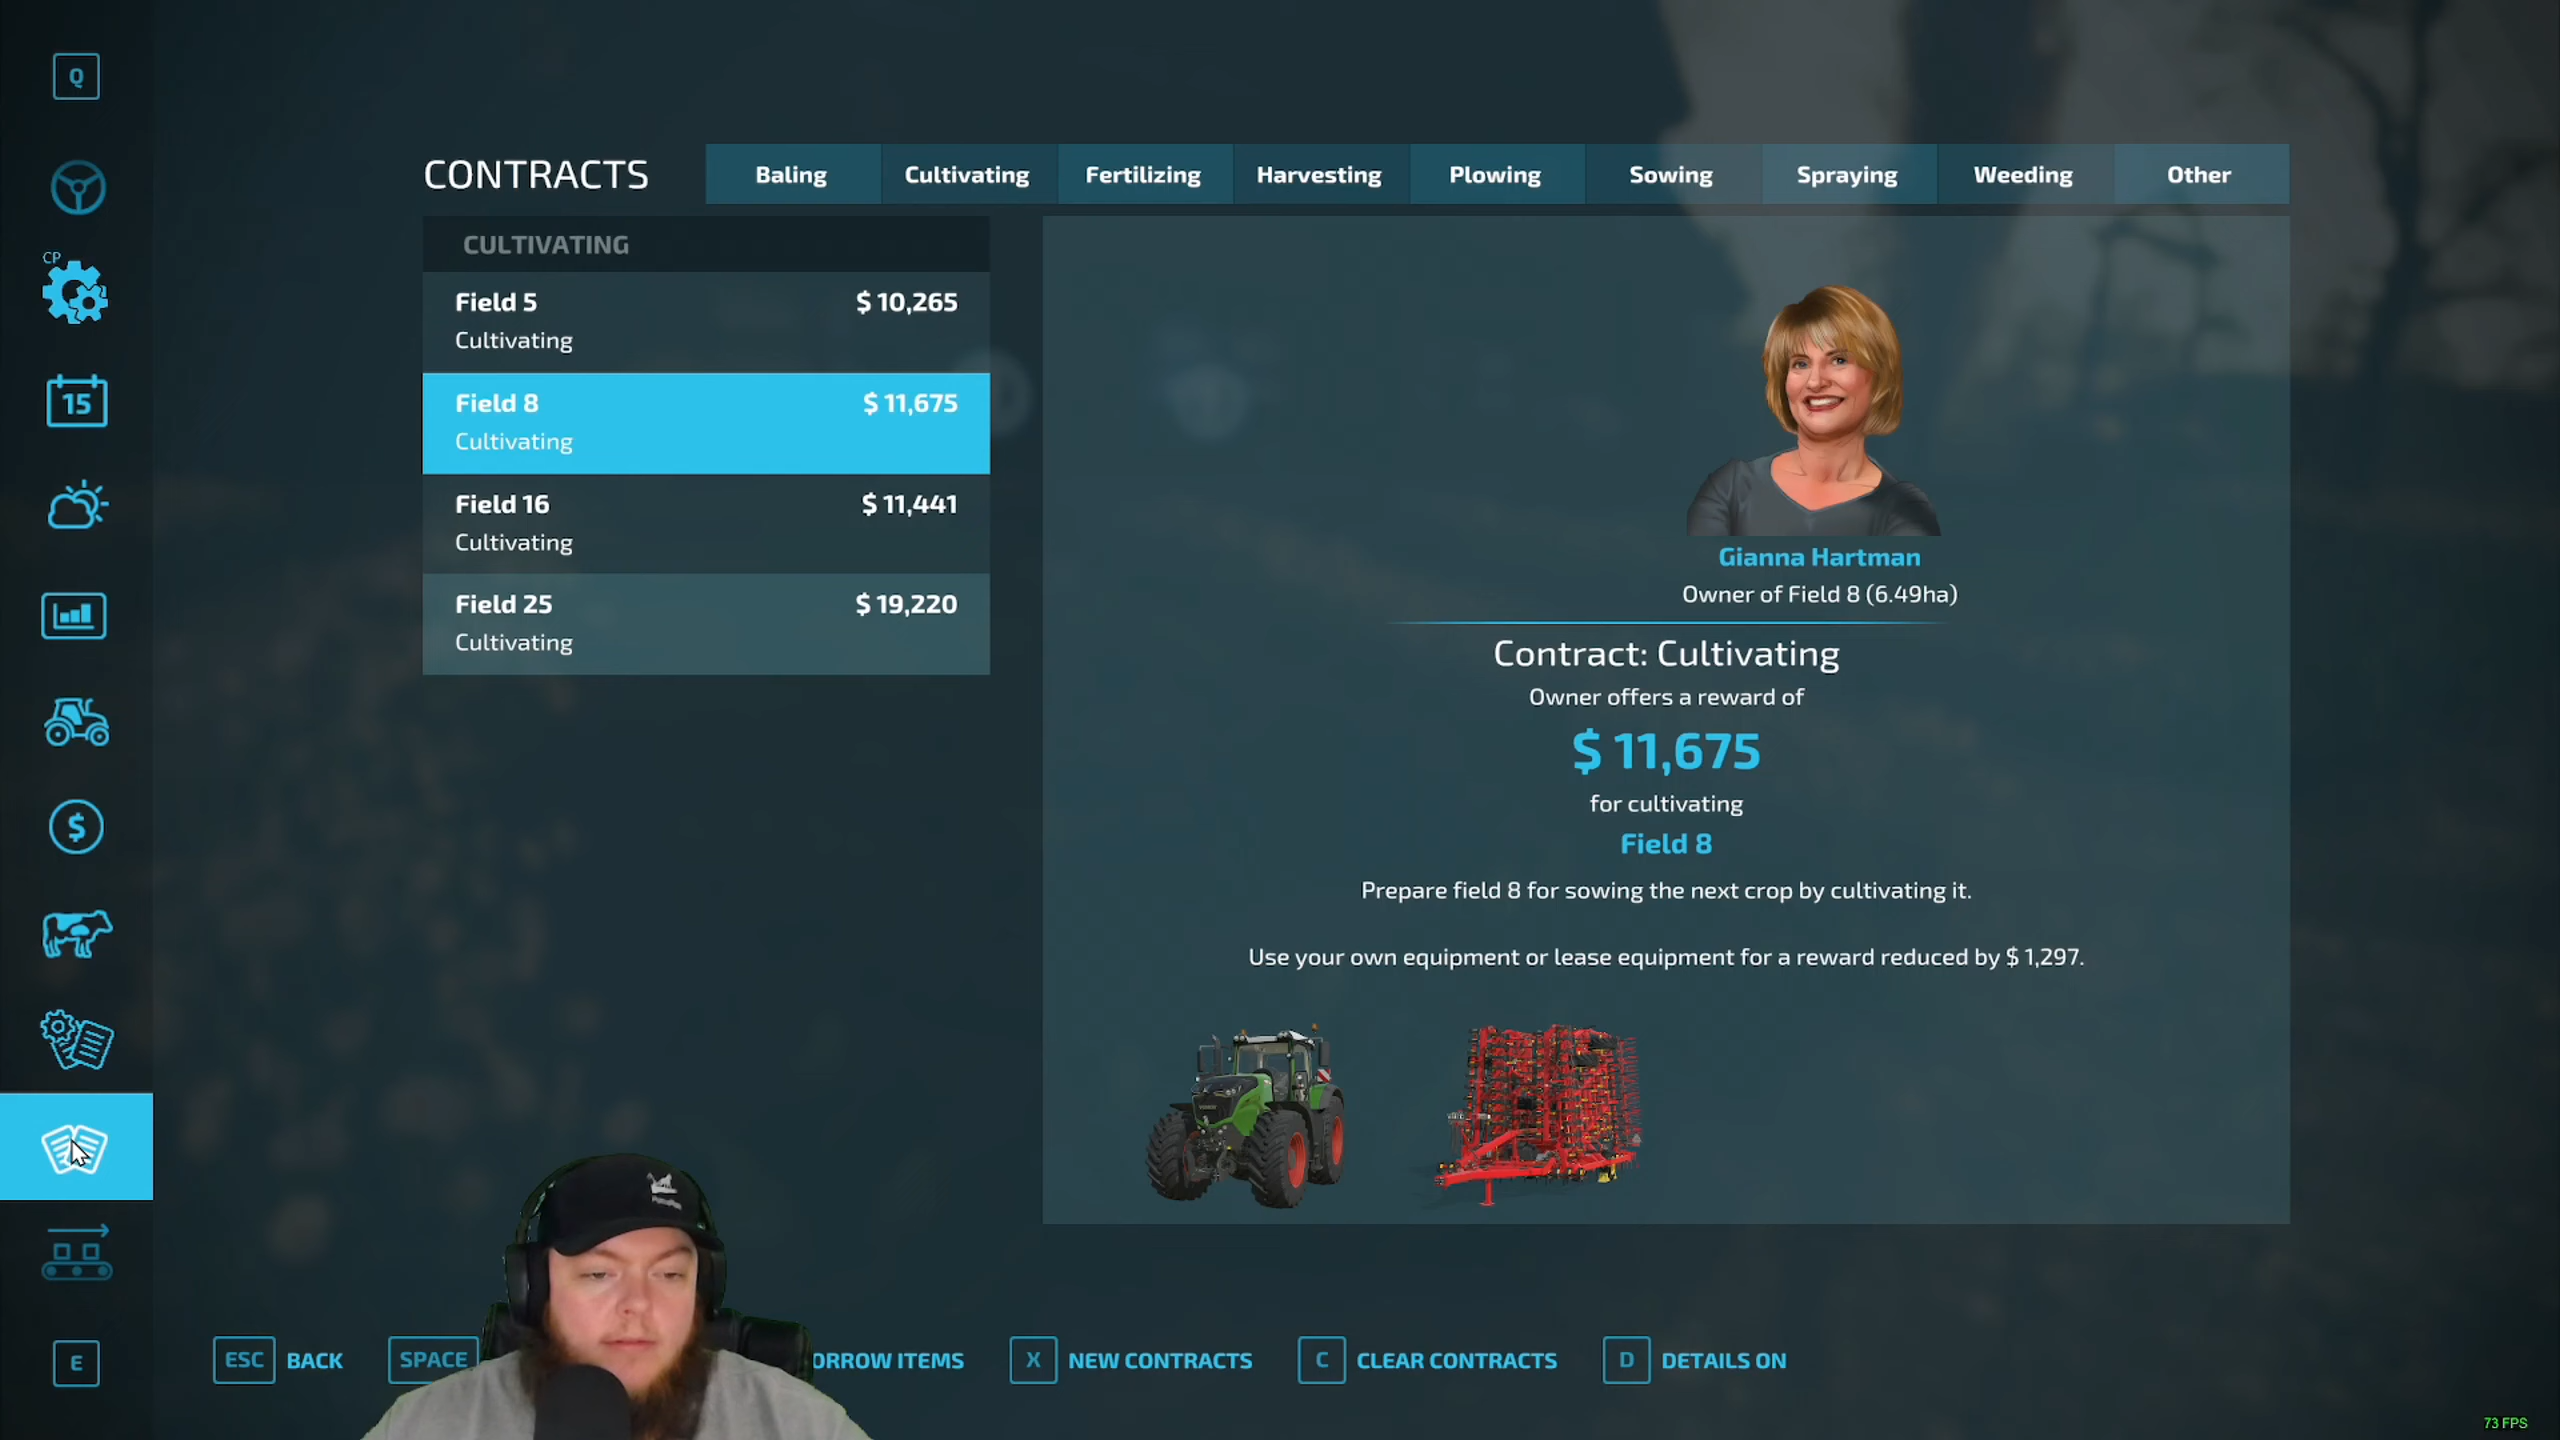 Q
CP
15
$
E
CONTRACTS
Baling
Cultivating
Fertilizing
Harvesting
Plowing
Sowing
Spraying
Weeding
Other
CULTIVATING
Field 5 $ 10,265
Cultivating
Field 8 $ 11,675
Cultivating
Field 16 $ 11,441
Cultivating
Field 25 $ 19,220
Cultivating
Gianna Hartman
Owner of Field 8 (6.49ha)
Contract: Cultivating
Owner offers a reward of
$ 11,675
for cultivating
Field 8
Prepare field 8 for sowing the next crop by cultivating it.
Use your own equipment or lease equipment for a reward reduced by $ 1,297.
ESC BACK SPACE ORROW ITEMS X NEW CONTRACTS C CLEAR CONTRACTS D DETAILS ON
73 FPS